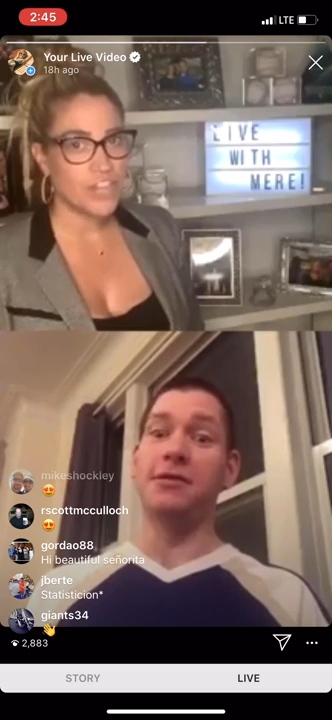 2:45
LTE
Your Live Video
18h ago
LIVE
WITH
MERE!
mikeshockley
😍
rscottmcculloch
😍
gordao88
Hi beautiful señorita
jberte
Statisticion*
giants34
👋
2,883
STORY
LIVE